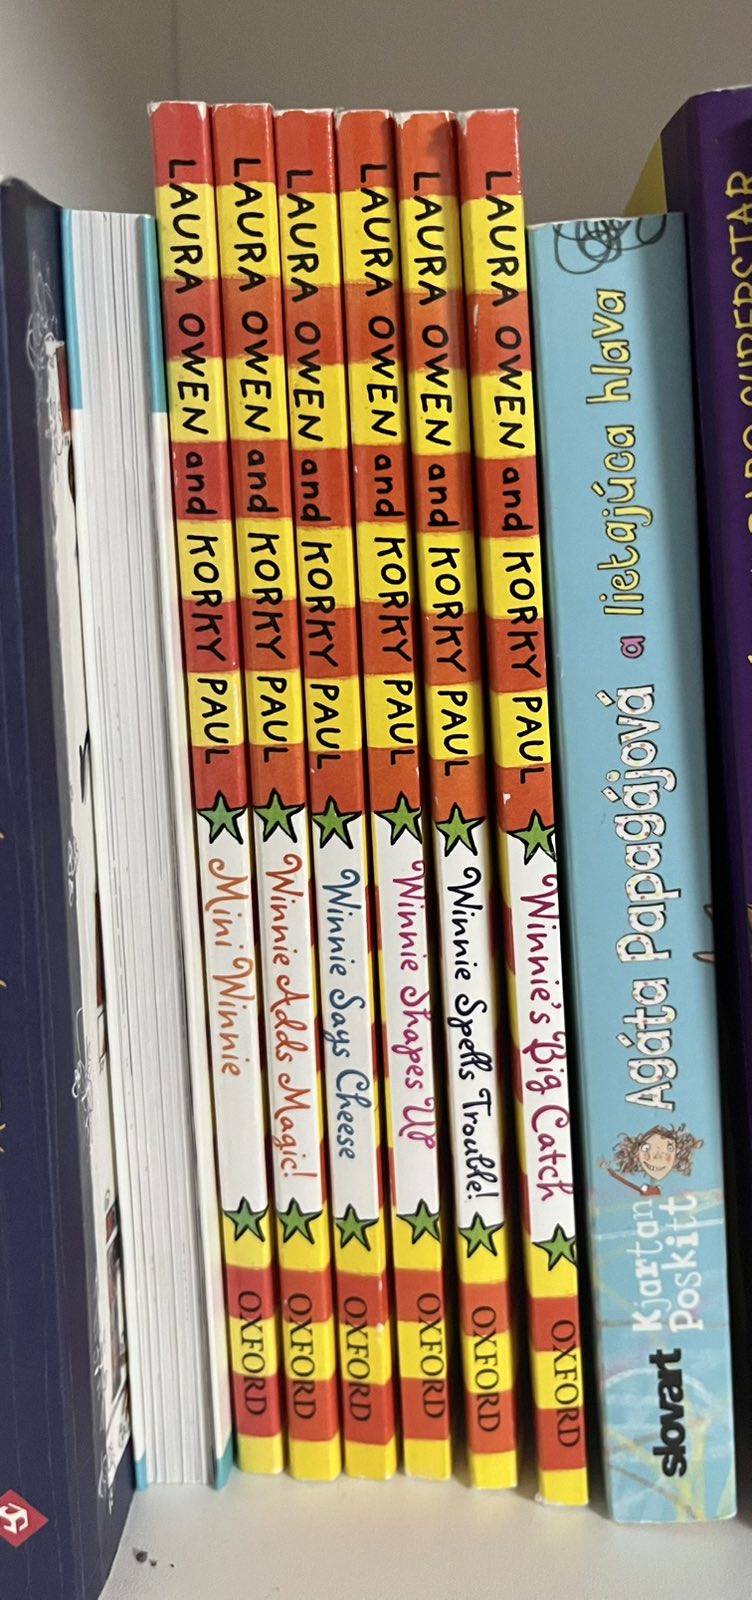 LAURA OWEN and KORKY PAUL Mini Winnie OXFORD
LAURA OWEN and KORKY PAUL Winnie Adds Magic! OXFORD
LAURA OWEN and KORKY PAUL Winnie Says Cheese OXFORD
LAURA OWEN and KORKY PAUL Winnie Shapes Up OXFORD
LAURA OWEN and KORKY PAUL Winnie Spells Trouble! OXFORD
LAURA OWEN and KORKY PAUL Winnie's Big Catch OXFORD
slovart
Kjartan
Poskitt
Agáta Papagájová a lietajúca hlava